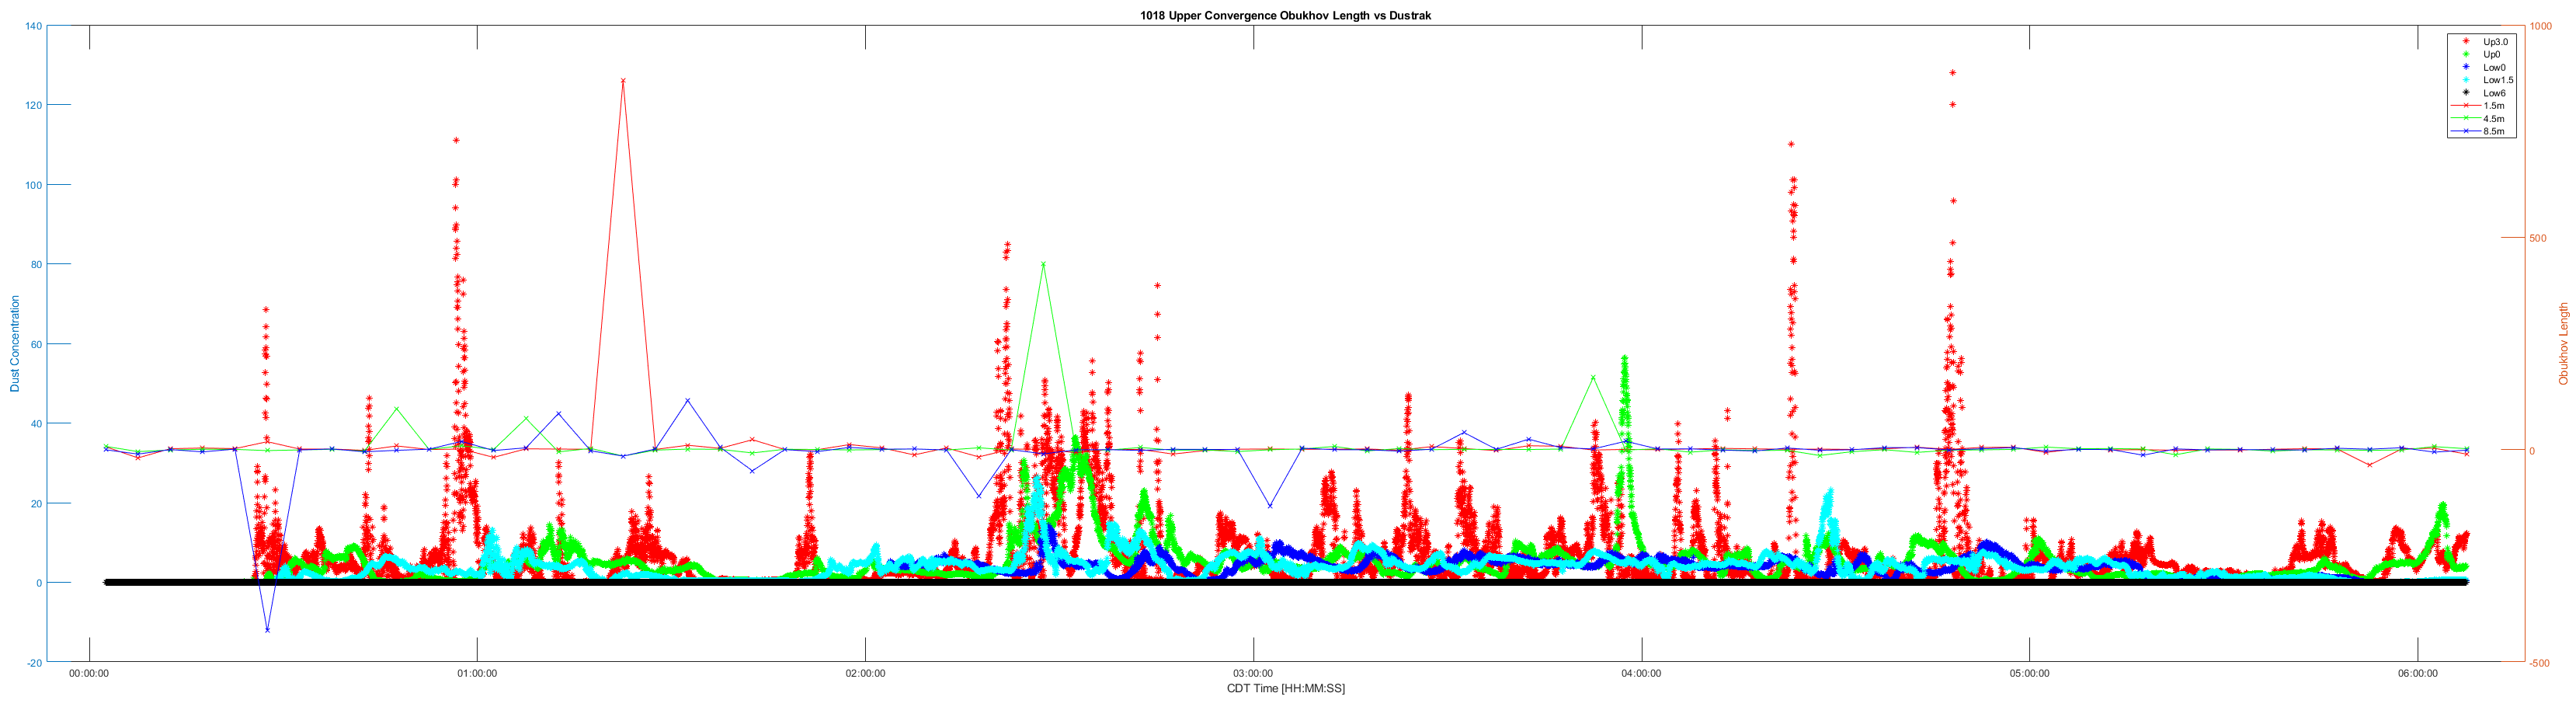 1018 Upper Convergence Obukhov Length vs Dustrak
140
120
100
80
60
40
20
0
-20
Dust Concentration
1000
500
0
-500
Obukhov Length
Up3.0
Up0
Low0
Low1.5
Low6
1.5m
4.5m
8.5m
00:00:00 01:00:00 02:00:00 03:00:00 04:00:00 05:00:00 06:00:00
CDT Time [HH:MM:SS]